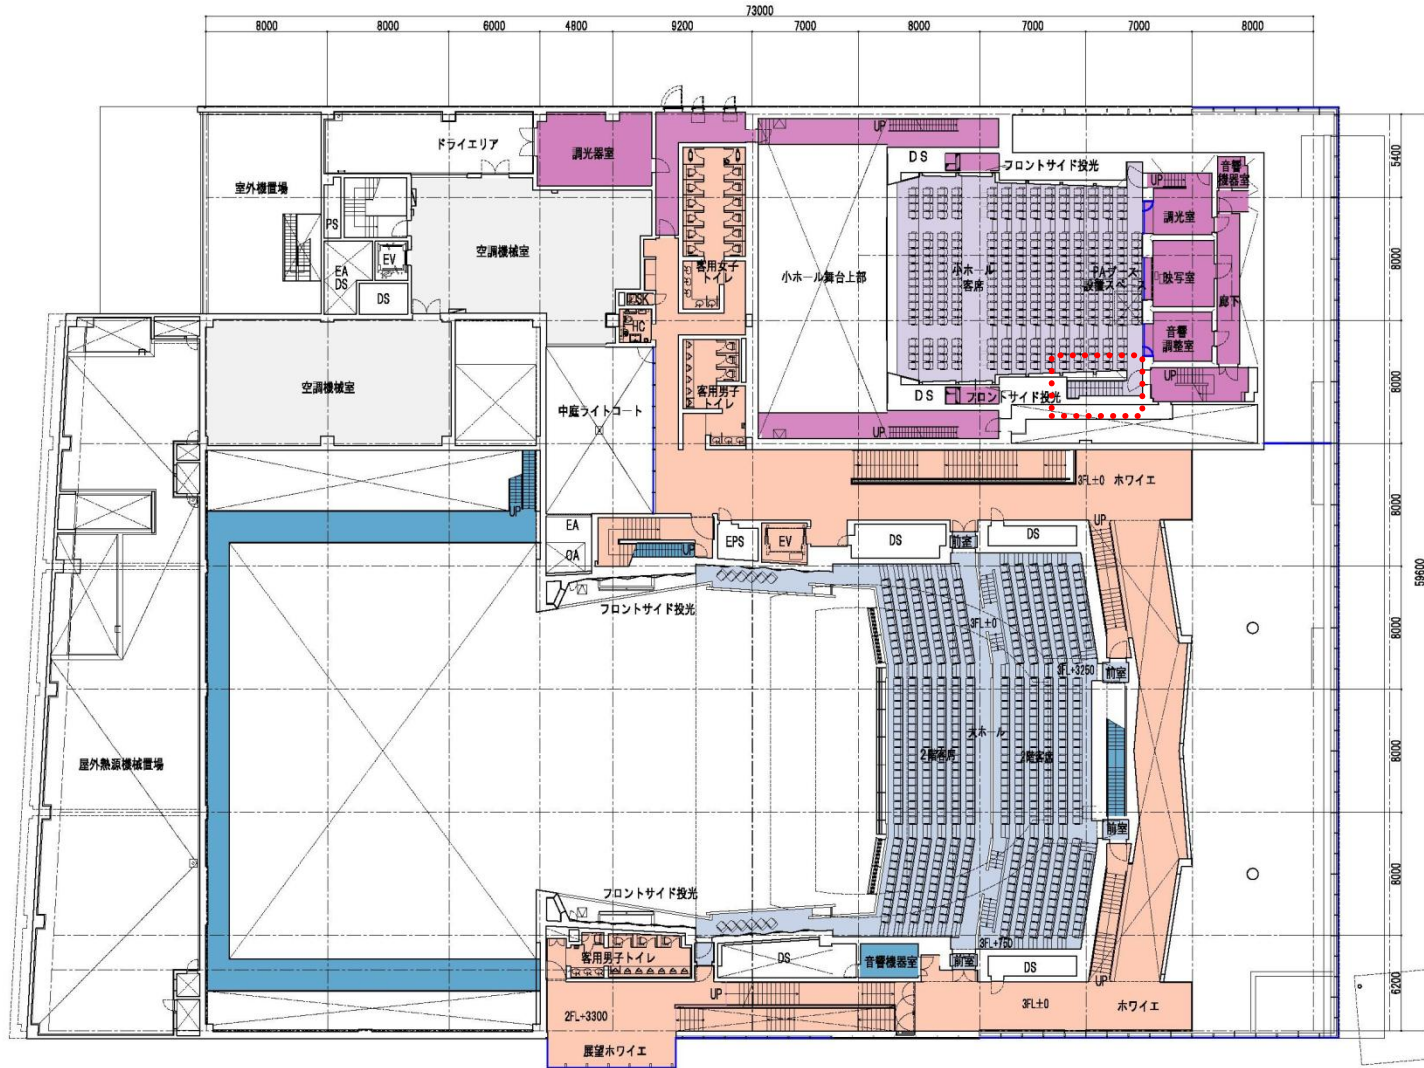 73000
8000
8000
6000
4800
9200
7000
8000
7000
7000
8000
ドライエリア
調光器室
室外機置場
PS
EV
EA
DS
DS
空調機械室
UP
DS
フロントサイド投光
音響
機器室
UP
調光室
5400
客用女子
トイレ
小ホール舞台上部
小ホール
客席
PAブース
設置スペース
映写室
廊下
8000
SK
HC
空調機械室
客用男子
トイレ
音響
調整室
UP
8000
中庭ライトコート
DS
フロントサイド投光
UP
3FL±0 ホワイエ
8000
UP
EA
OA
UP
EPS
EV
DS
前室
DS
UP
59600
フロントサイド投光
3FL±0
8000
3FL+3250
前室
屋外熱源機械置場
大ホール
2階客席
2階客席
8000
前室
フロントサイド投光
8000
客用男子トイレ
DS
音響機器室
3FL+760
前室
DS
UP
UP
2FL+3300
3FL±0
ホワイエ
6200
展望ホワイエ